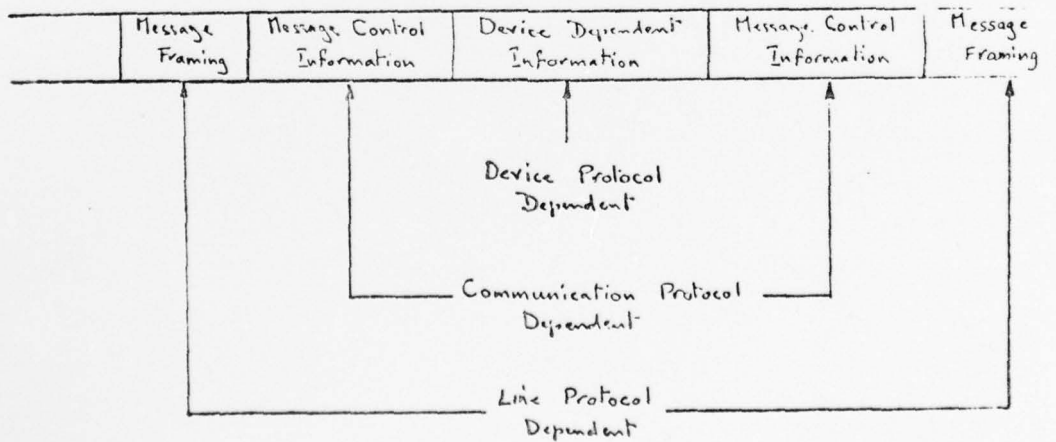 Message
Framing
Message Control
Information
Device Dependent
Information
Message Control
Information
Message
Framing
Device Protocol
Dependent
Communication Protocol
Dependent
Line Protocol
Dependent